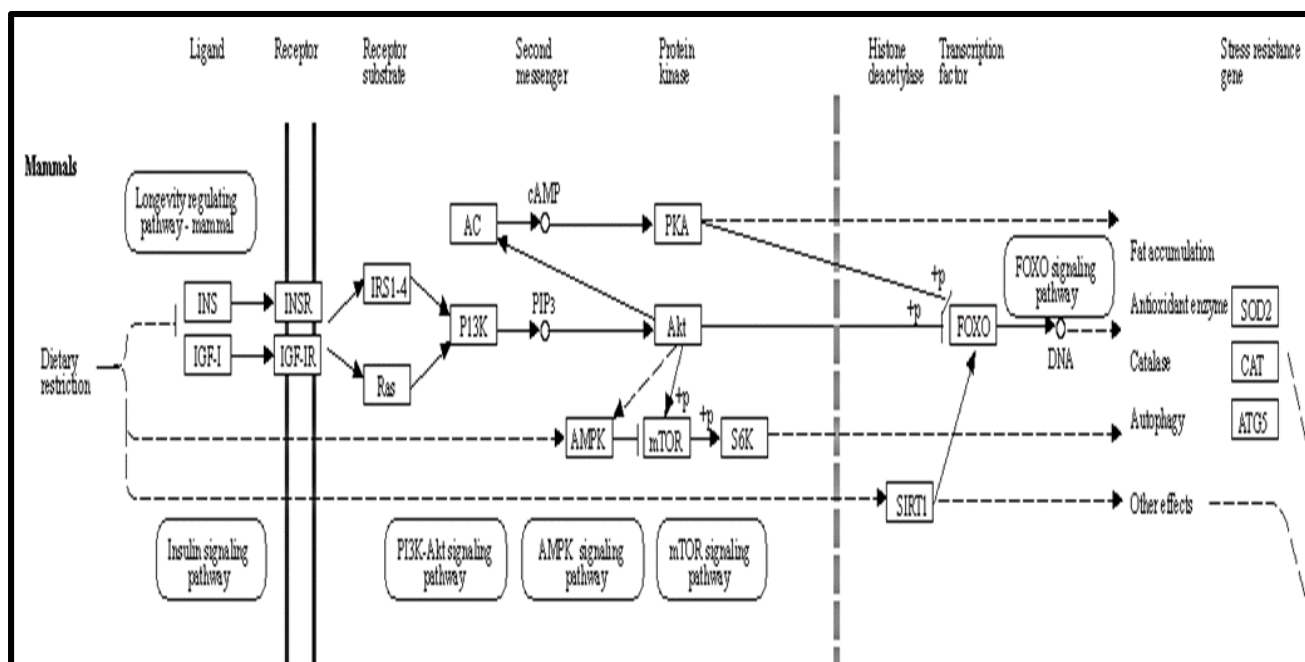 Ligand
Receptor
Receptor
substrate
Second
messenger
Protein
kinase
Histone
deacetylase
Transcription
factor
Stress resistance
gene
Mammals
Longevity regulating
pathway - mammal
cAMP
AC
PKA
FOXO signaling
pathway
Fat accumulation
+p
INS
INSR
IRS1-4
PIP3
P13K
Akt
+p
FOXO
DNA
Antioxidant enzyme
SOD2
IGF-I
IGF-IR
Ras
Dietary
restriction
Catalase
CAT
+p
+p
AMPK
mTOR
S6K
Autophagy
ATG5
SIRT1
Other effects
Insulin signaling
pathway
PI3K-Akt signaling
pathway
AMPK signaling
pathway
mTOR signaling
pathway